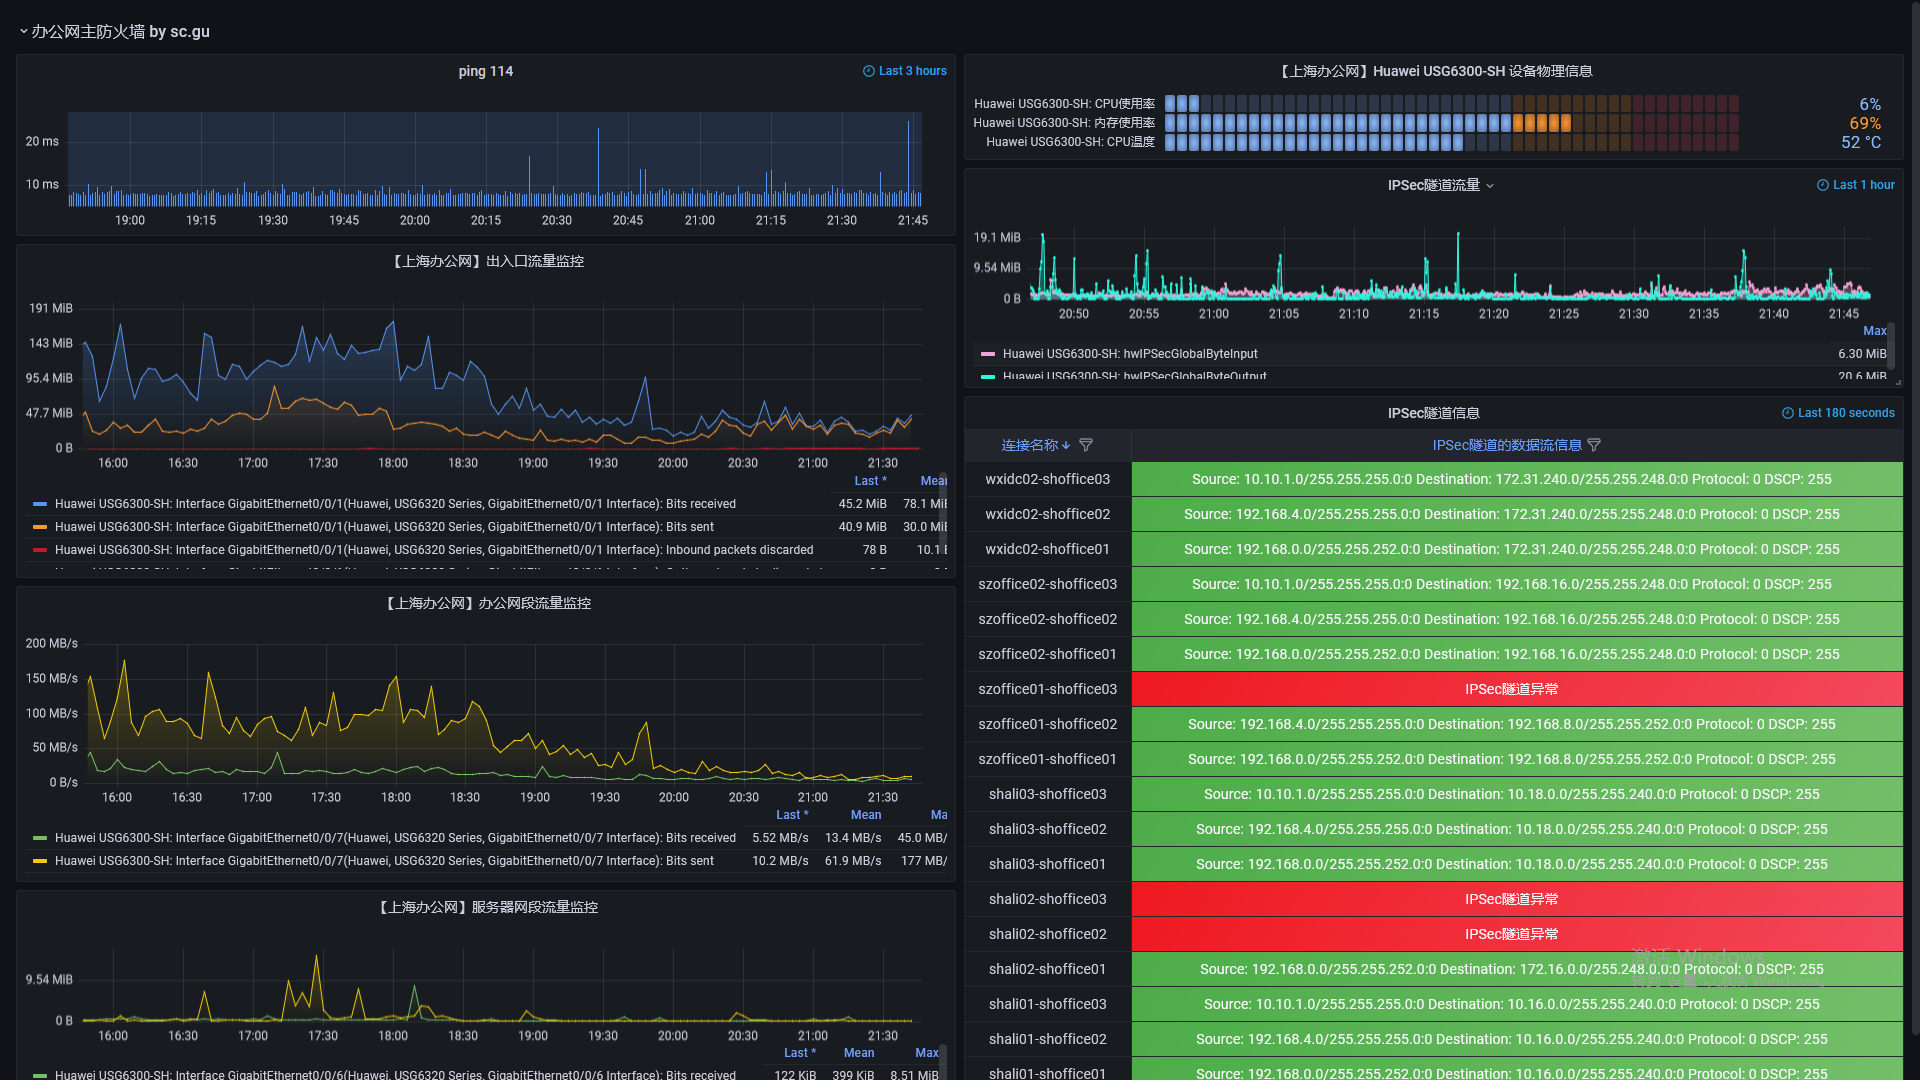 办公网主防火墙 by sc.gu
ping 114
Last 3 hours
20 ms
10 ms
19:00 19:15 19:30 19:45 20:00 20:15 20:30 20:45 21:00 21:15 21:30 21:45
【上海办公网】出入口流量监控
191 MiB
143 MiB
95.4 MiB
47.7 MiB
0 B
16:00 16:30 17:00 17:30 18:00 18:30 19:00 19:30 20:00 20:30 21:00 21:30
Last * Mean
Huawei USG6300-SH: Interface GigabitEthernet0/0/1(Huawei, USG6320 Series, GigabitEthernet0/0/1 Interface): Bits received 45.2 MiB 78.1 MiB
Huawei USG6300-SH: Interface GigabitEthernet0/0/1(Huawei, USG6320 Series, GigabitEthernet0/0/1 Interface): Bits sent 40.9 MiB 30.0 MiB
Huawei USG6300-SH: Interface GigabitEthernet0/0/1(Huawei, USG6320 Series, GigabitEthernet0/0/1 Interface): Inbound packets discarded 78 B 10.1
【上海办公网】办公网段流量监控
200 MB/s
150 MB/s
100 MB/s
50 MB/s
0 B/s
16:00 16:30 17:00 17:30 18:00 18:30 19:00 19:30 20:00 20:30 21:00 21:30
Last * Mean Ma
Huawei USG6300-SH: Interface GigabitEthernet0/0/7(Huawei, USG6320 Series, GigabitEthernet0/0/7 Interface): Bits received 5.52 MB/s 13.4 MB/s 45.0 MB/
Huawei USG6300-SH: Interface GigabitEthernet0/0/7(Huawei, USG6320 Series, GigabitEthernet0/0/7 Interface): Bits sent 10.2 MB/s 61.9 MB/s 177 MB/
【上海办公网】服务器网段流量监控
9.54 MiB
0 B
16:00 16:30 17:00 17:30 18:00 18:30 19:00 19:30 20:00 20:30 21:00 21:30
Last * Mean Max
Huawei USG6300-SH: Interface GigabitEthernet0/0/6(Huawei, USG6320 Series, GigabitEthernet0/0/6 Interface): Bits received 122 KiB 399 KiB 8.51 MiB
【上海办公网】Huawei USG6300-SH 设备物理信息
Huawei USG6300-SH: CPU使用率 6%
Huawei USG6300-SH: 内存使用率 69%
Huawei USG6300-SH: CPU温度 52 °C
IPSec隧道流量
Last 1 hour
19.1 MiB
9.54 MiB
0 B
20:50 20:55 21:00 21:05 21:10 21:15 21:20 21:25 21:30 21:35 21:40 21:45
Max
Huawei USG6300-SH: hwIPSecGlobalByteInput 6.30 MiB
Huawei USG6300-SH: hwIPSecGlobalByteOutput 20.6 MiB
IPSec隧道信息
Last 180 seconds
连接名称 IPSec隧道的数据流信息
wxidc02-shoffice03 Source: 10.10.1.0/255.255.255.0:0 Destination: 172.31.240.0/255.255.248.0:0 Protocol: 0 DSCP: 255
wxidc02-shoffice02 Source: 192.168.4.0/255.255.255.0:0 Destination: 172.31.240.0/255.255.248.0:0 Protocol: 0 DSCP: 255
wxidc02-shoffice01 Source: 192.168.0.0/255.255.252.0:0 Destination: 172.31.240.0/255.255.248.0:0 Protocol: 0 DSCP: 255
szoffice02-shoffice03 Source: 10.10.1.0/255.255.255.0:0 Destination: 192.168.16.0/255.255.248.0:0 Protocol: 0 DSCP: 255
szoffice02-shoffice02 Source: 192.168.4.0/255.255.255.0:0 Destination: 192.168.16.0/255.255.248.0:0 Protocol: 0 DSCP: 255
szoffice02-shoffice01 Source: 192.168.0.0/255.255.252.0:0 Destination: 192.168.16.0/255.255.248.0:0 Protocol: 0 DSCP: 255
szoffice01-shoffice03 IPSec隧道异常
szoffice01-shoffice02 Source: 192.168.4.0/255.255.255.0:0 Destination: 192.168.8.0/255.255.252.0:0 Protocol: 0 DSCP: 255
szoffice01-shoffice01 Source: 192.168.0.0/255.255.252.0:0 Destination: 192.168.8.0/255.255.252.0:0 Protocol: 0 DSCP: 255
shali03-shoffice03 Source: 10.10.1.0/255.255.255.0:0 Destination: 10.18.0.0/255.255.240.0:0 Protocol: 0 DSCP: 255
shali03-shoffice02 Source: 192.168.4.0/255.255.255.0:0 Destination: 10.18.0.0/255.255.240.0:0 Protocol: 0 DSCP: 255
shali03-shoffice01 Source: 192.168.0.0/255.255.252.0:0 Destination: 10.18.0.0/255.255.240.0:0 Protocol: 0 DSCP: 255
shali02-shoffice03 IPSec隧道异常
shali02-shoffice02 IPSec隧道异常
激活 Windows
shali02-shoffice01 Source: 192.168.0.0/255.255.252.0:0 Destination: 172.16.0.0/255.255.248.0:0 Protocol: 0 DSCP: 255
shali01-shoffice03 Source: 10.10.1.0/255.255.255.0:0 Destination: 10.16.0.0/255.255.240.0:0 Protocol: 0 DSCP: 255
shali01-shoffice02 Source: 192.168.4.0/255.255.255.0:0 Destination: 10.16.0.0/255.255.240.0:0 Protocol: 0 DSCP: 255
shali01-shoffice01 Source: 192.168.0.0/255.255.252.0:0 Destination: 10.16.0.0/255.255.240.0:0 Protocol: 0 DSCP: 255